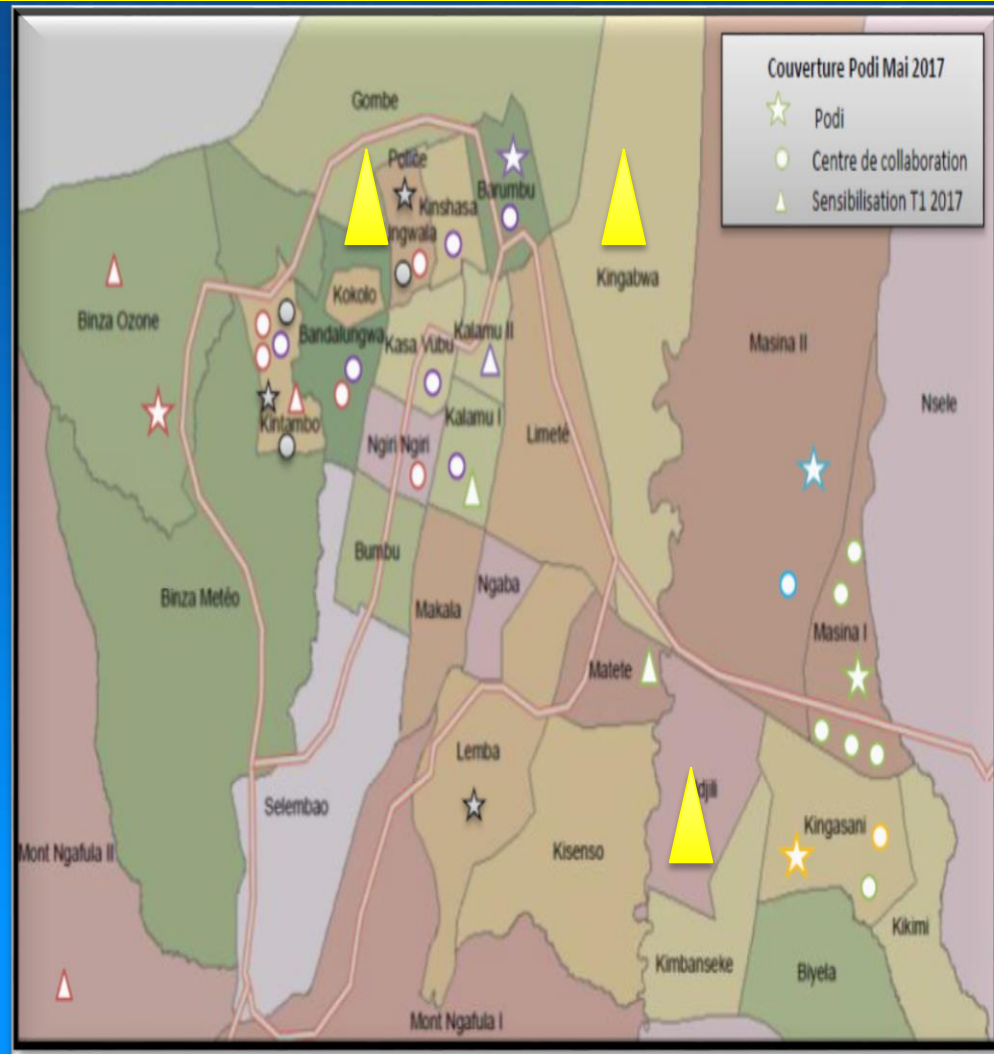 Couverture Podi Mai 2017
Podi
Centre de collaboration
Sensibilisation T1 2017
Gombe
Police
Barumbu
Kinshasa
ngwala
Kingabwa
Binza Ozone
Kokolo
Bandalungwa
Kasa Vubu
Kalamu II
Masina II
Nsele
Kintambo
Ngiri Ngiri
Kalamu I
Limeté
Bumbu
Binza Metéo
Makala
Ngaba
Masina I
Matete
Lemba
Selembao
djili
Kingasani
Mont Ngafula II
Kisenso
Kikimi
Kimbanseke
Biyela
Mont Ngafula I